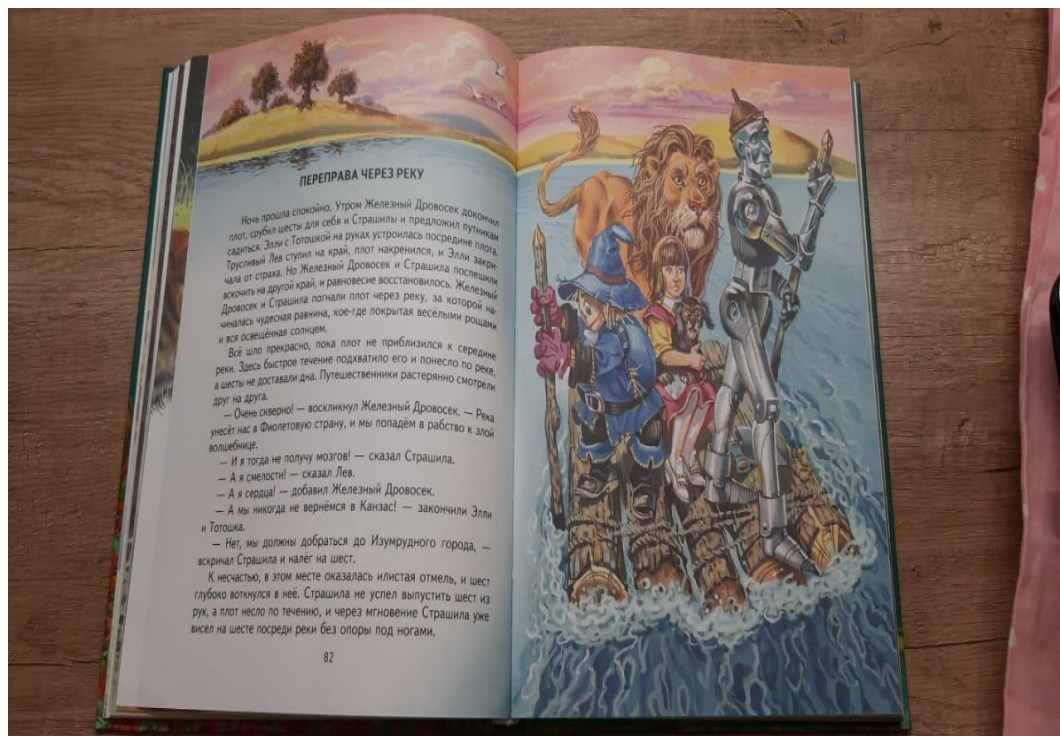 ПЕРЕПРАВА ЧЕРЕЗ РЕКУ
Ночь прошла спокойно. Утром Железный Дровосек докончил
плот, срубил шесты для себя и Страшилы и предложил путникам
садиться. Элли с Тотошкой на руках устроилась посредине плота.
Трусливый Лев ступил на край, плот накренился, и Элли закри-
чала от страха. Но Железный Дровосек и Страшила поспешили
вскочить на другой край, и равновесие восстановилось. Железный
Дровосек и Страшила погнали плот через реку, за которой на-
чиналась чудесная равнина, кое-где покрытая весёлыми рощами
и вся освещённая солнцем.
Всё шло прекрасно, пока плот не приблизился к середине
реки. Здесь быстрое течение подхватило его и понесло по реке,
а шесты не доставали дна. Путешественники растерянно смотрели
друг на друга.
— Очень скверно! — воскликнул Железный Дровосек. — Река
унесёт нас в Фиолетовую страну, и мы попадём в рабство к злой
волшебнице.
— И я тогда не получу мозгов! — сказал Страшила.
— А я смелости! — сказал Лев.
— А я сердца! — добавил Железный Дровосек.
— А мы никогда не вернёмся в Канзас! — закончили Элли
и Тотошка.
— Нет, мы должны добраться до Изумрудного города, —
вскричал Страшила и налёг на шест.
К несчастью, в этом месте оказалась илистая отмель, и шест
глубоко воткнулся в неё. Страшила не успел выпустить шест из
рук, а плот несло по течению, и через мгновение Страшила уже
висел на шесте посреди реки без опоры под ногами.
82